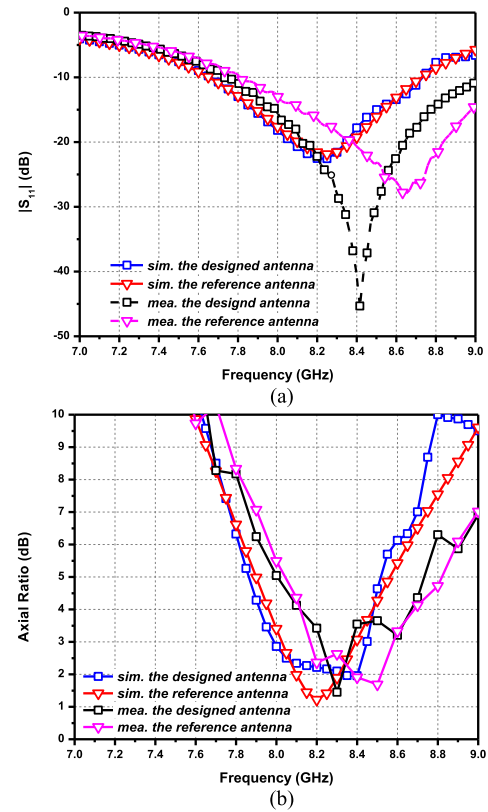 0
-10
-20
-30
-40
-50
|S11| (dB)
sim. the designed antenna
sim. the reference antenna
mea. the designd antenna
mea. the reference antenna
7.0 7.2 7.4 7.6 7.8 8.0 8.2 8.4 8.6 8.8 9.0
Frequency (GHz)
(a)
10
9
8
7
6
5
4
3
2
1
0
Axial Ratio (dB)
sim. the designed antenna
sim. the reference antenna
mea. the designed antenna
mea. the reference antenna
7.0 7.2 7.4 7.6 7.8 8.0 8.2 8.4 8.6 8.8 9.0
Frequency (GHz)
(b)